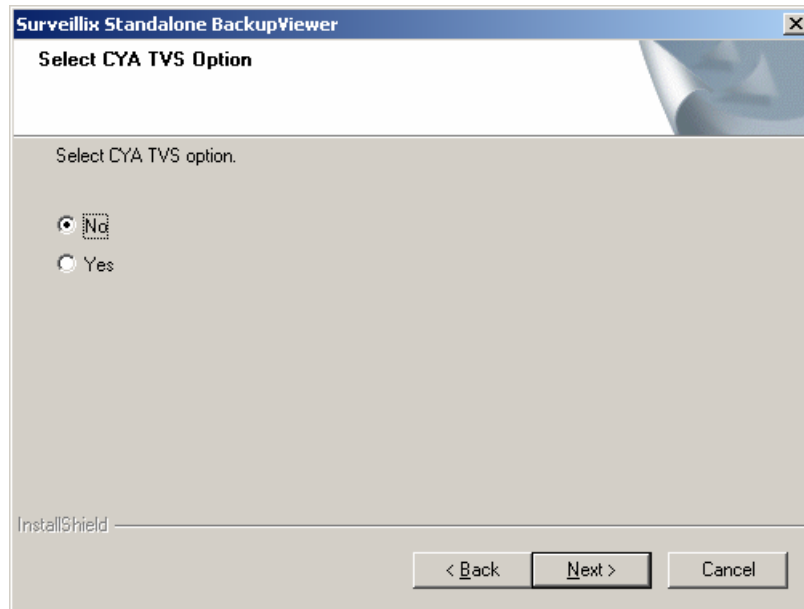 Surveillix Standalone BackupViewer
Select CYA TVS Option
Select CYA TVS option.
No
Yes
InstallShield
< Back
Next >
Cancel